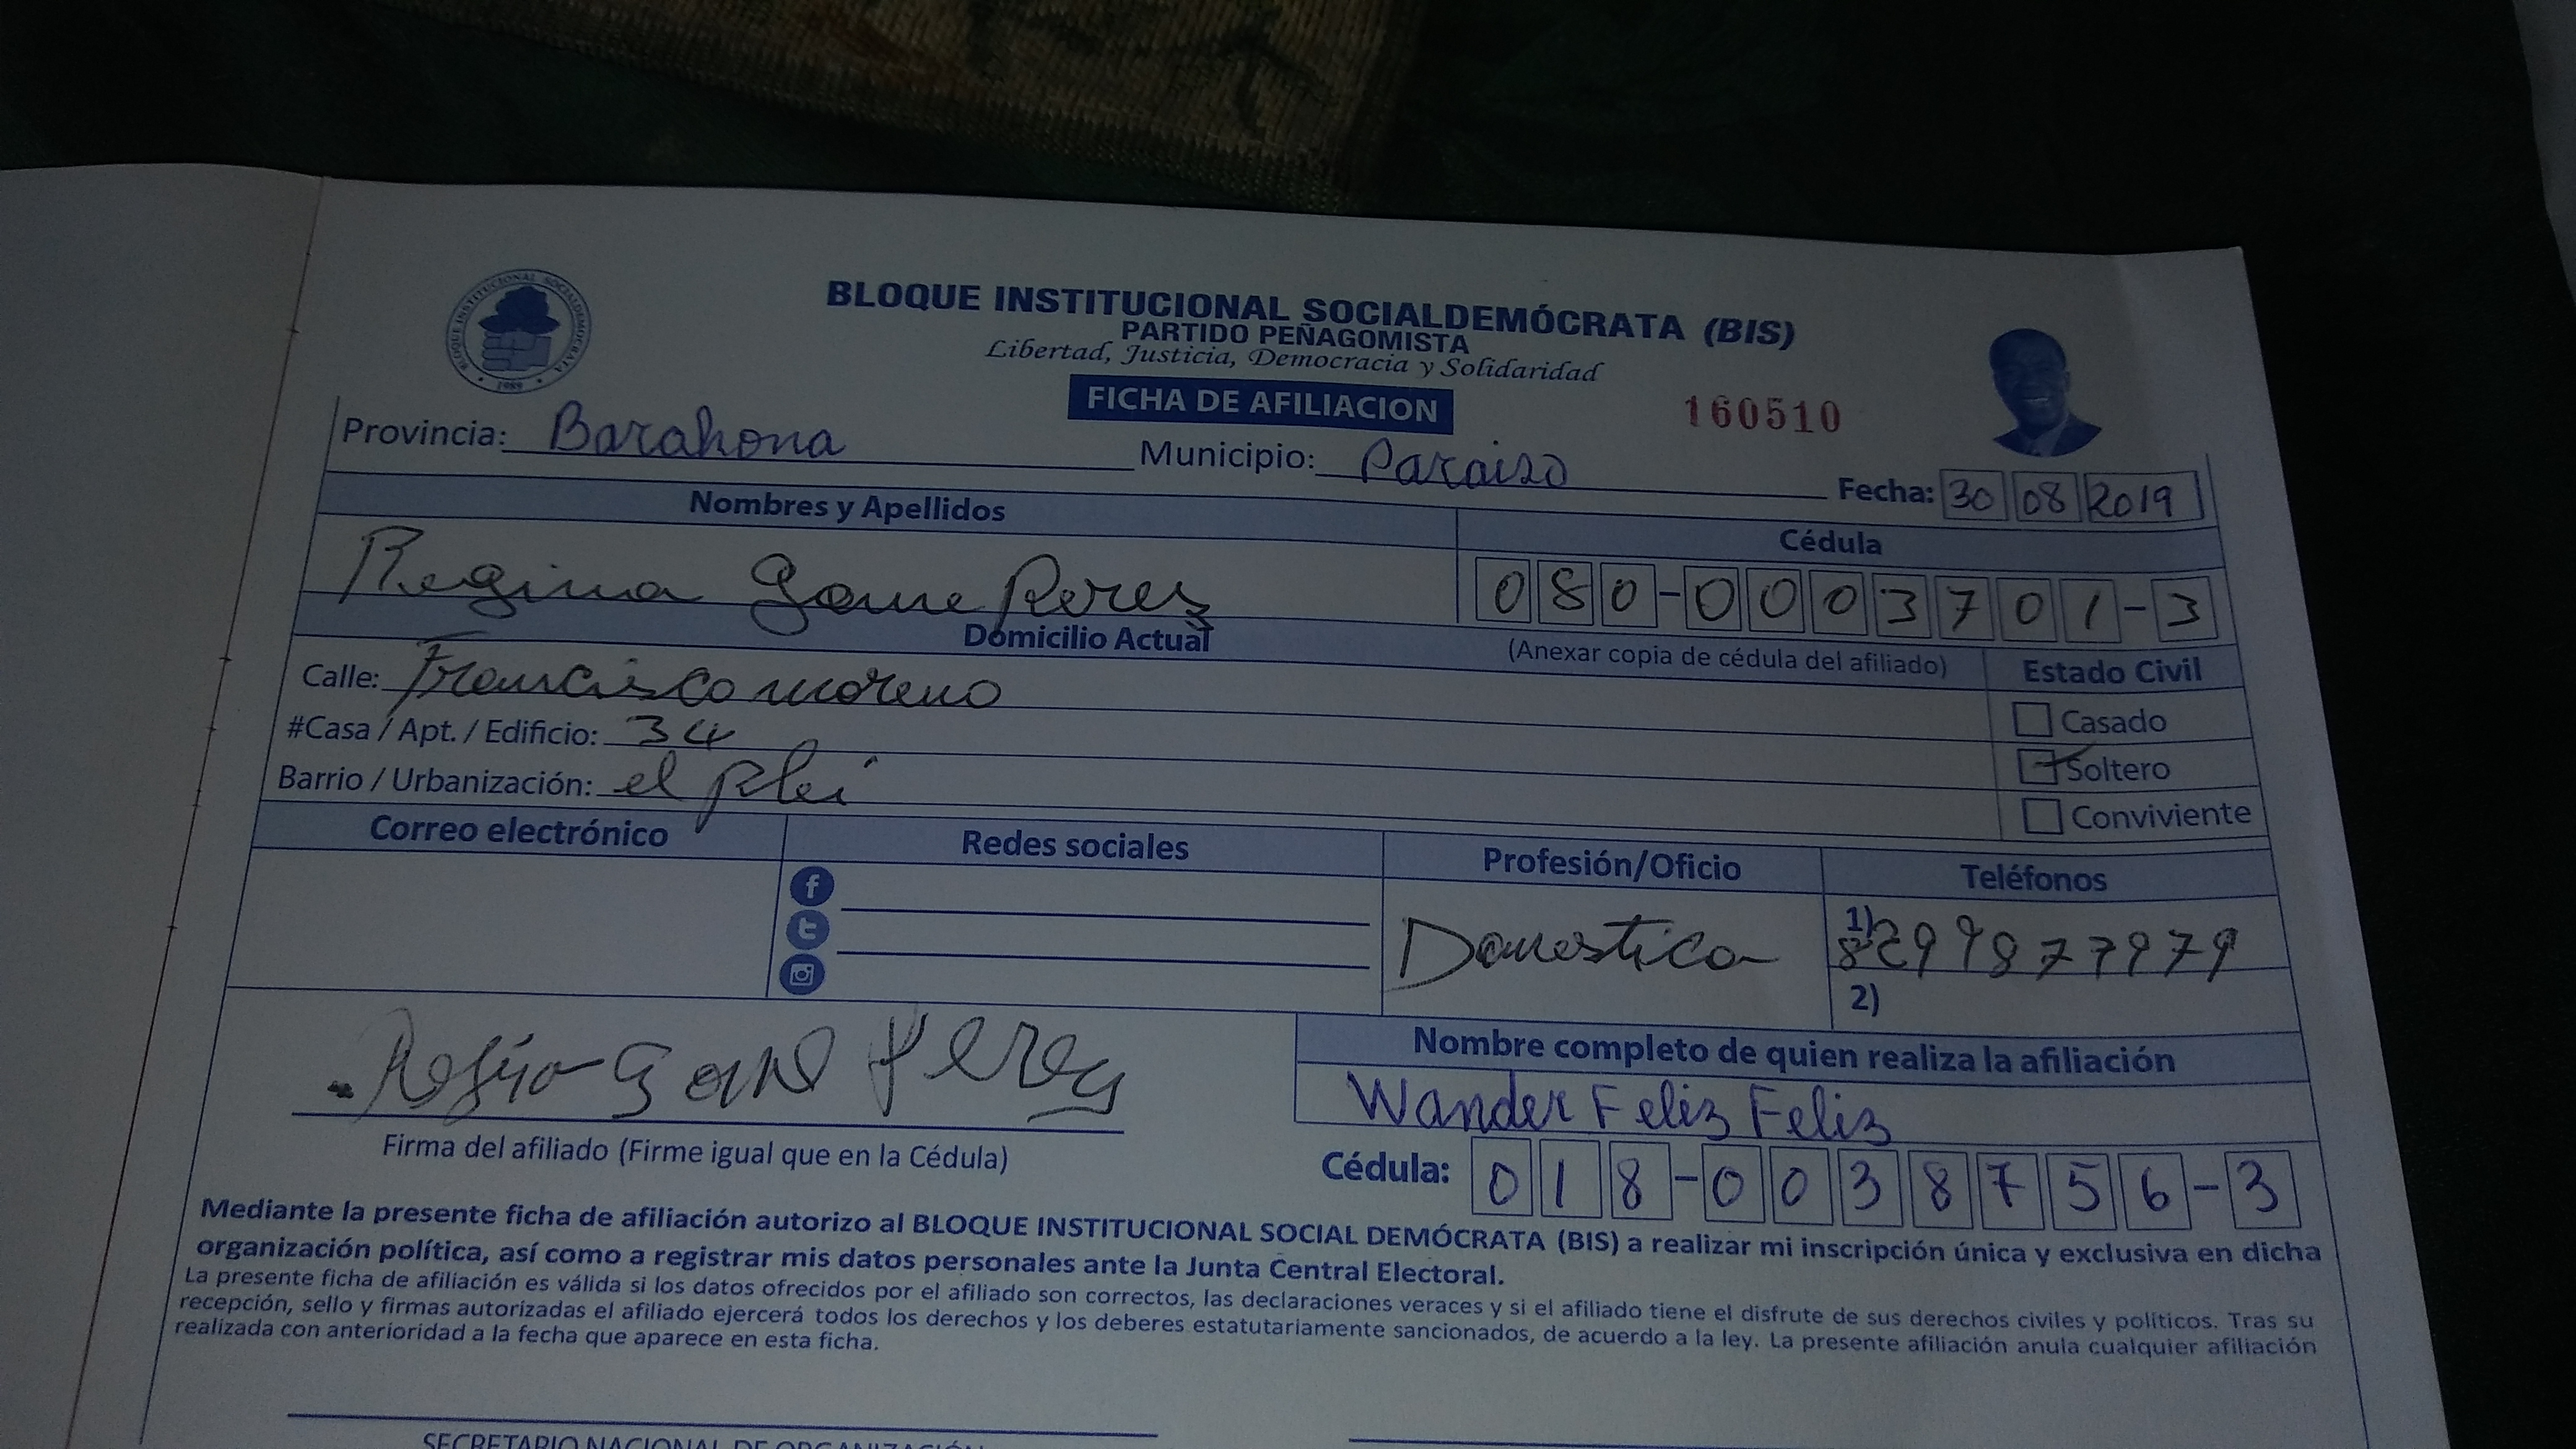 BLOQUE INSTITUCIONAL SOCIALDEMÓCRATA (BIS)
PARTIDO PEÑAGOMISTA
Libertad, Justicia, Democracia y Solidaridad
BLOQUE INSTITUCIONAL SOCIALDEMOCRATA
1989
FICHA DE AFILIACION
160510
Provincia: Barahona Municipio: Paraiso Fecha: 30 08 2019
Nombres y Apellidos Cédula
Regina Gome Perez 080-0003701-3
Domicilio Actual (Anexar copia de cédula del afiliado) Estado Civil
Calle: Francisco moreno
Casado
#Casa / Apt. / Edificio: 34
Soltero
Barrio / Urbanización: el plei
Conviviente
Correo electrónico Redes sociales Profesión/Oficio Teléfonos
Domestica 1) 8299877979
2)
Nombre completo de quien realiza la afiliación
Wander Feliz Feliz
Firma del afiliado (Firme igual que en la Cédula)
Cédula: 018-0038756-3
Mediante la presente ficha de afiliación autorizo al BLOQUE INSTITUCIONAL SOCIAL DEMÓCRATA (BIS) a realizar mi inscripción única y exclusiva en dicha
organización política, así como a registrar mis datos personales ante la Junta Central Electoral.
La presente ficha de afiliación es válida si los datos ofrecidos por el afiliado son correctos, las declaraciones veraces y si el afiliado tiene el disfrute de sus derechos civiles y políticos. Tras su
recepción, sello y firmas autorizadas el afiliado ejercerá todos los derechos y los deberes estatutariamente sancionados, de acuerdo a la ley. La presente afiliación anula cualquier afiliación
realizada con anterioridad a la fecha que aparece en esta ficha.
SECRETARIO NACIONAL DE ORGANIZACIÓN